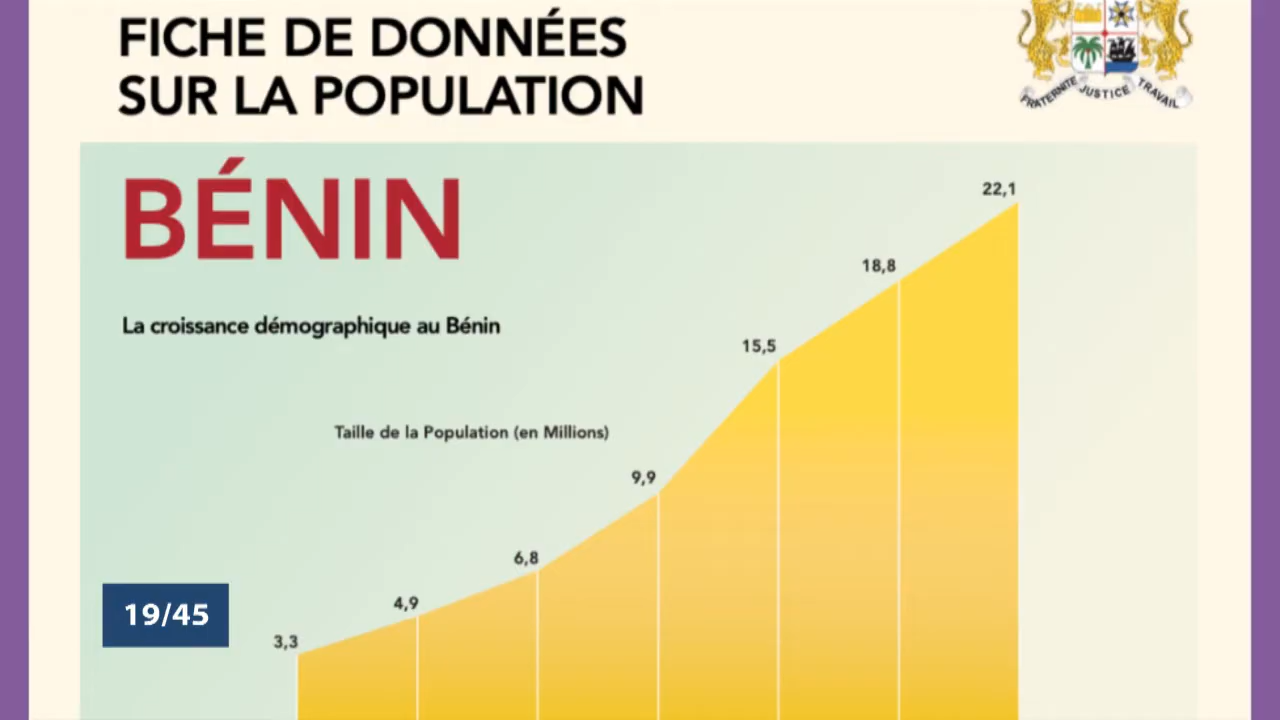 FICHE DE DONNÉES
SUR LA POPULATION
FRATERNITE JUSTICE TRAVAIL
BÉNIN
La croissance démographique au Bénin
Taille de la Population (en Millions)
3,3
4,9
6,8
9,9
15,5
18,8
22,1
19/45